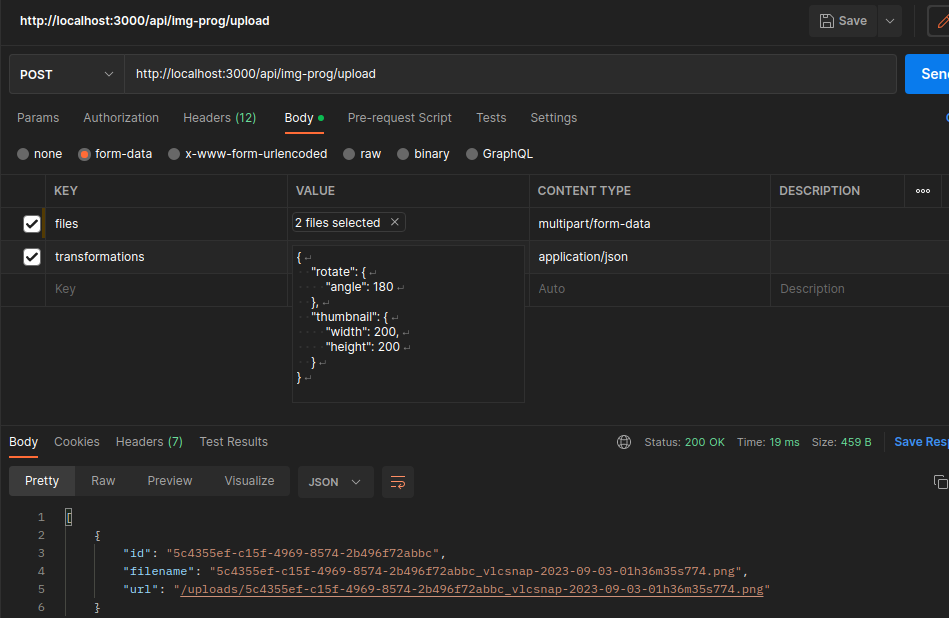 http://localhost:3000/api/img-prog/upload
Save
POST http://localhost:3000/api/img-prog/upload
Params Authorization Headers (12) Body Pre-request Script Tests Settings
none form-data x-www-form-urlencoded raw binary GraphQL
KEY VALUE CONTENT TYPE DESCRIPTION
files 2 files selected multipart/form-data
transformations application/json
{
"rotate": {
"angle": 180
},
"thumbnail": {
"width": 200,
"height": 200
}
}
Key Auto Description
Body Cookies Headers (7) Test Results Status: 200 OK Time: 19 ms Size: 459 B Save Resp
Pretty Raw Preview Visualize JSON
1 [
2 {
3 "id": "5c4355ef-c15f-4969-8574-2b496f72abbc",
4 "filename": "5c4355ef-c15f-4969-8574-2b496f72abbc_vlcsnap-2023-09-03-01h36m35s774.png",
5 "url": "/uploads/5c4355ef-c15f-4969-8574-2b496f72abbc_vlcsnap-2023-09-03-01h36m35s774.png"
6 }